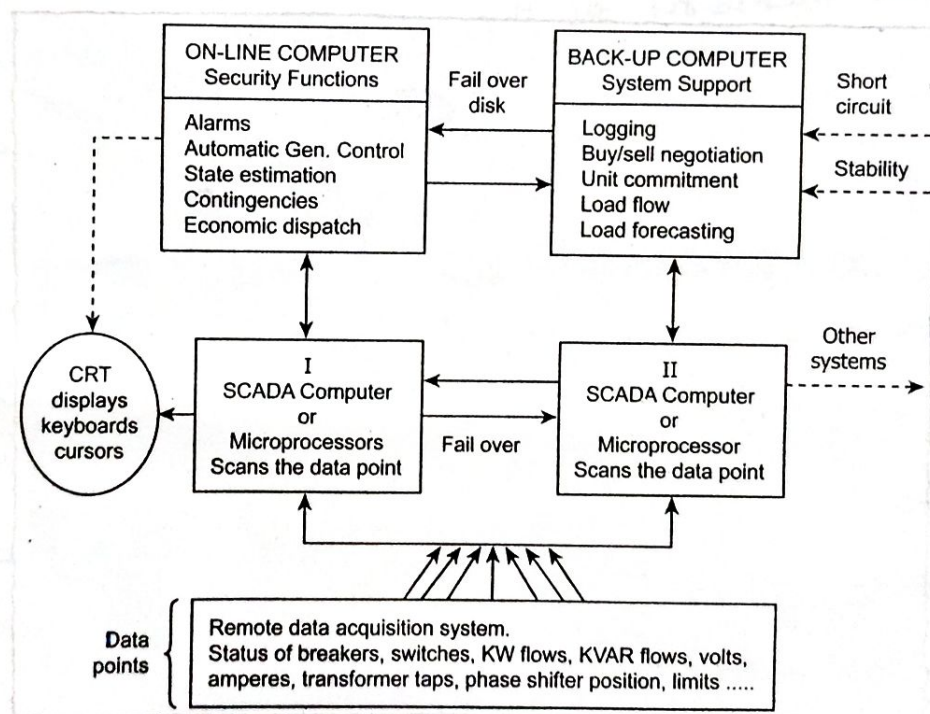 ON-LINE COMPUTER
Security Functions
Alarms
Automatic Gen. Control
State estimation
Contingencies
Economic dispatch
Fail over
disk
BACK-UP COMPUTER
System Support
Logging
Buy/sell negotiation
Unit commitment
Load flow
Load forecasting
Short
circuit
Stability
CRT
displays
keyboards
cursors
I
SCADA Computer
or
Microprocessors
Scans the data point
Fail over
II
SCADA Computer
or
Microprocessor
Scans the data point
Other
systems
Data
points
Remote data acquisition system.
Status of breakers, switches, KW flows, KVAR flows, volts,
amperes, transformer taps, phase shifter position, limits .....